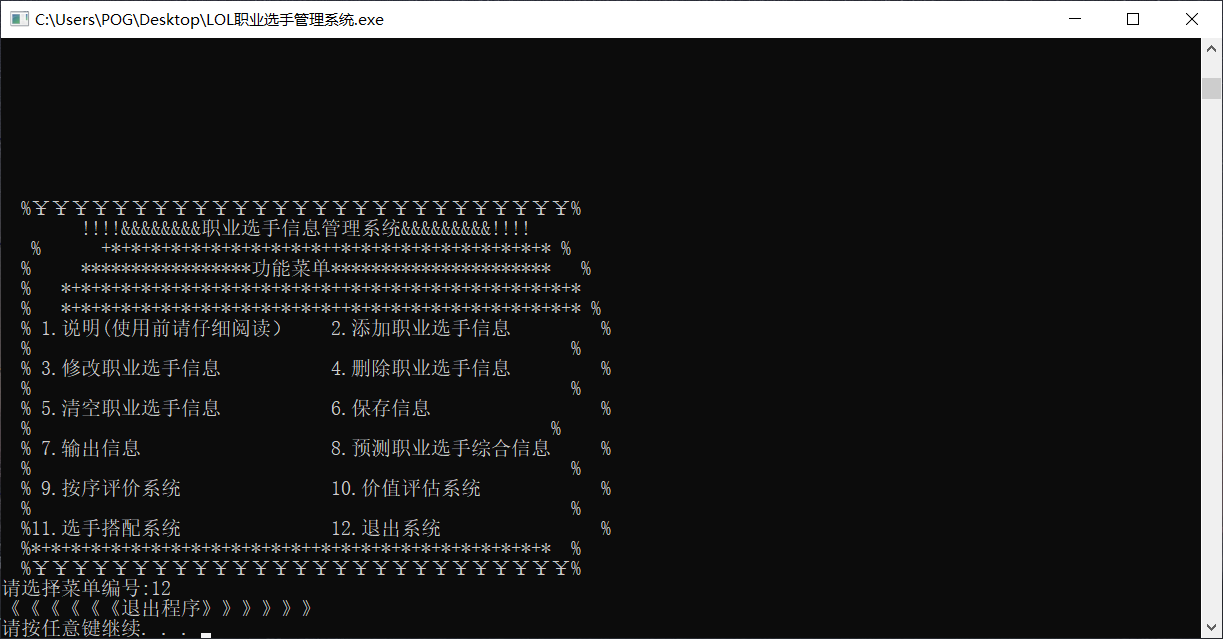 C:\Users\POG\Desktop\LOL职业选手管理系统.exe
%￥￥￥￥￥￥￥￥￥￥￥￥￥￥￥￥￥￥￥￥￥￥￥￥￥￥￥%
!!!!&&&&&&&&职业选手信息管理系统&&&&&&&&&!!!!
% +*+*+*+*+*+*+*+*+*+*+*+*+*+*+*+*+*+*+*+*+*+* %
% *****************功能菜单********************** %
% *+*+*+*+*+*+*+*+*+*+*+*+*+*++*+*+*+*+*+*+*+*+*+*+*+*
% *+*+*+*+*+*+*+*+*+*+*+*+*+*++*+*+*+*+*+*+*+*+*+*+*+* %
% 1.说明(使用前请仔细阅读） 2.添加职业选手信息 %
% %
% 3.修改职业选手信息 4.删除职业选手信息 %
% %
% 5.清空职业选手信息 6.保存信息 %
% %
% 7.输出信息 8.预测职业选手综合信息 %
% %
% 9.按序评价系统 10.价值评估系统 %
% %
%11.选手搭配系统 12.退出系统 %
%*+*+*+*+*+*+*+*+*+*+*+*+*+*++*+*+*+*+*+*+*+*+*+*+*+* %
%￥￥￥￥￥￥￥￥￥￥￥￥￥￥￥￥￥￥￥￥￥￥￥￥￥￥￥%
请选择菜单编号:12
《《《《《《退出程序》》》》》》
请按任意键继续. . .